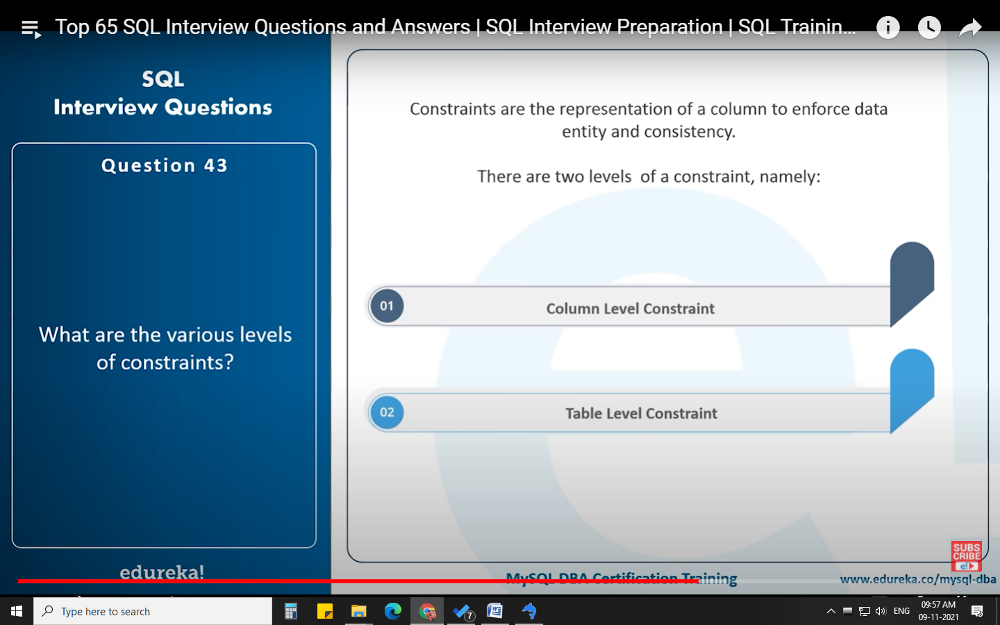 Top 65 SQL Interview Questions and Answers | SQL Interview Preparation | SQL Trainin...
SQL
Interview Questions
Question 43
What are the various levels
of constraints?
edureka!
Constraints are the representation of a column to enforce data
entity and consistency.
There are two levels of a constraint, namely:
01
Column Level Constraint
02
Table Level Constraint
SUBS
CRIBE
e!
MySQL DBA Certification Training
www.edureka.co/mysql-dba
Type here to search
7
ENG
09:57 AM
09-11-2021